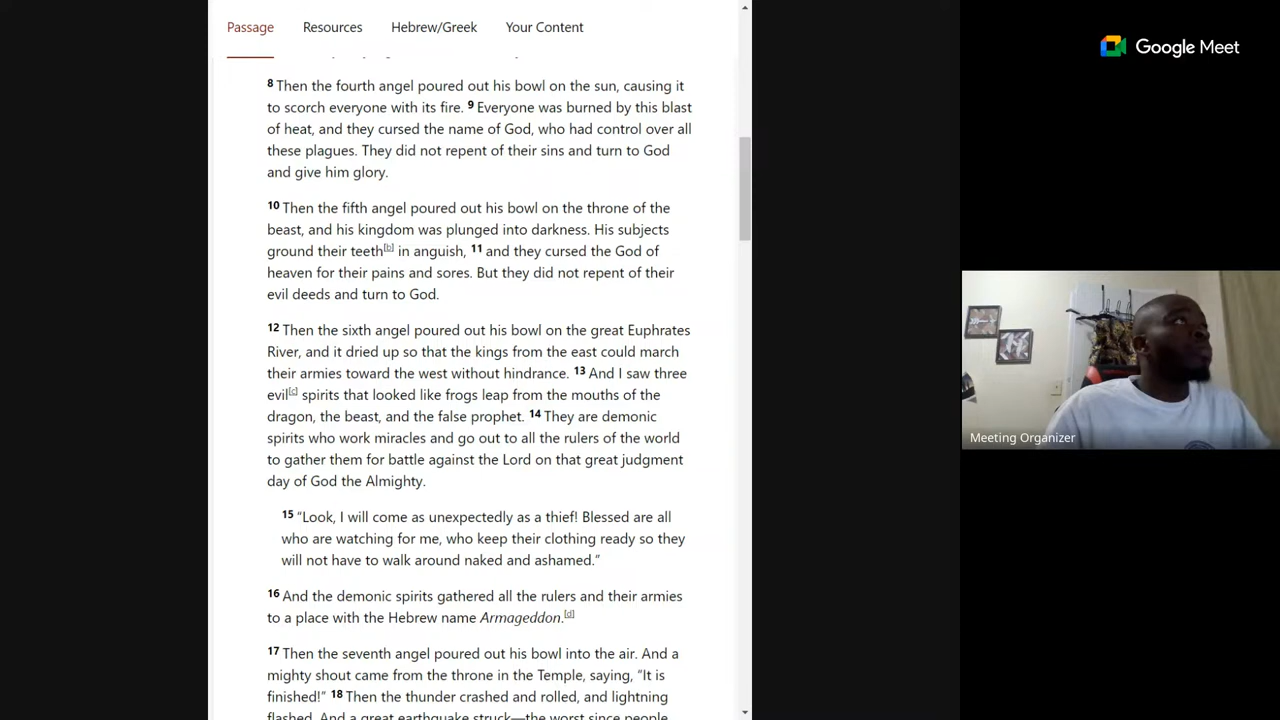 Passage Resources Hebrew/Greek Your Content
Google Meet
8 Then the fourth angel poured out his bowl on the sun, causing it
to scorch everyone with its fire. 9 Everyone was burned by this blast
of heat, and they cursed the name of God, who had control over all
these plagues. They did not repent of their sins and turn to God
and give him glory.
10 Then the fifth angel poured out his bowl on the throne of the
beast, and his kingdom was plunged into darkness. His subjects
ground their teeth[b] in anguish, 11 and they cursed the God of
heaven for their pains and sores. But they did not repent of their
evil deeds and turn to God.
12 Then the sixth angel poured out his bowl on the great Euphrates
River, and it dried up so that the kings from the east could march
their armies toward the west without hindrance. 13 And I saw three
evil[c] spirits that looked like frogs leap from the mouths of the
dragon, the beast, and the false prophet. 14 They are demonic
spirits who work miracles and go out to all the rulers of the world
to gather them for battle against the Lord on that great judgment
day of God the Almighty.
15 “Look, I will come as unexpectedly as a thief! Blessed are all
who are watching for me, who keep their clothing ready so they
will not have to walk around naked and ashamed.”
16 And the demonic spirits gathered all the rulers and their armies
to a place with the Hebrew name Armageddon.[d]
17 Then the seventh angel poured out his bowl into the air. And a
mighty shout came from the throne in the Temple, saying, “It is
finished!” 18 Then the thunder crashed and rolled, and lightning
flashed. And a great earthquake struck—the worst since people
Meeting Organizer